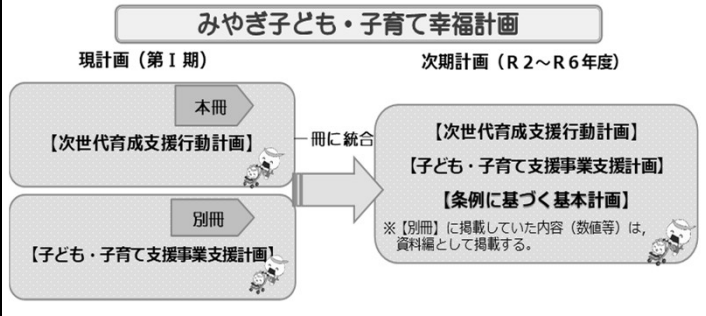 みやぎ子ども・子育て幸福計画
現計画（第Ⅰ期）
本冊
【次世代育成支援行動計画】
別冊
【子ども・子育て支援事業支援計画】
一冊に統合
次期計画（Ｒ２～Ｒ６年度）
【次世代育成支援行動計画】
【子ども・子育て支援事業支援計画】
【条例に基づく基本計画】
※【別冊】に掲載していた内容（数値等）は，
資料編として掲載する。